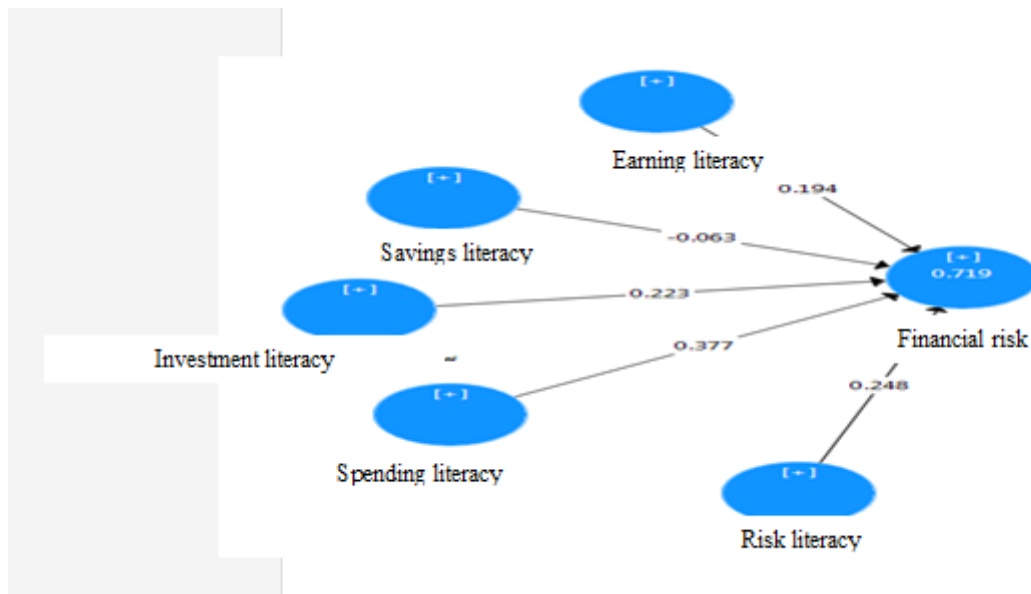 [+]
Earning literacy
0.194
[+]
Savings literacy
-0.063
[+]
0.719
Financial risk
[+]
Investment literacy
0.223
~
[+]
Spending literacy
0.377
0.248
[+]
Risk literacy